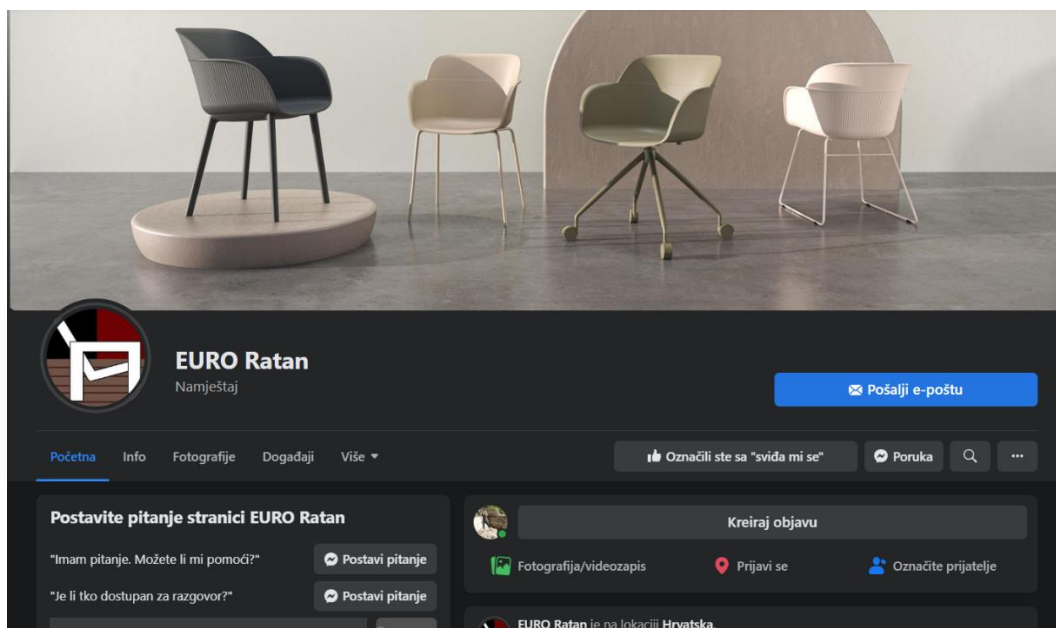 EURO Ratan
Namještaj
Pošalji e-poštu
Početna Info Fotografije Događaji Više
Označili ste sa "sviđa mi se" Poruka
Postavite pitanje stranici EURO Ratan
"Imam pitanje. Možete li mi pomoći?" Postavi pitanje
"Je li tko dostupan za razgovor?" Postavi pitanje
Kreiraj objavu
Fotografija/videozapis Prijavi se Označite prijatelje
EURO Ratan je na lokaciji Hrvatska.